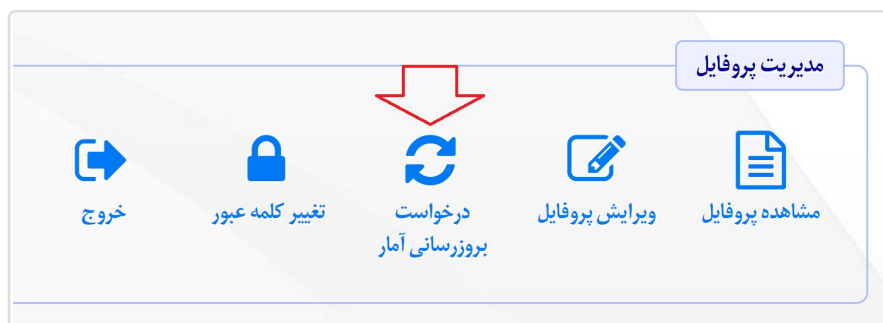 مدیریت پروفایل
مشاهده پروفایل
ویرایش پروفایل
درخواست
بروزرسانی آمار
تغییر کلمه عبور
خروج